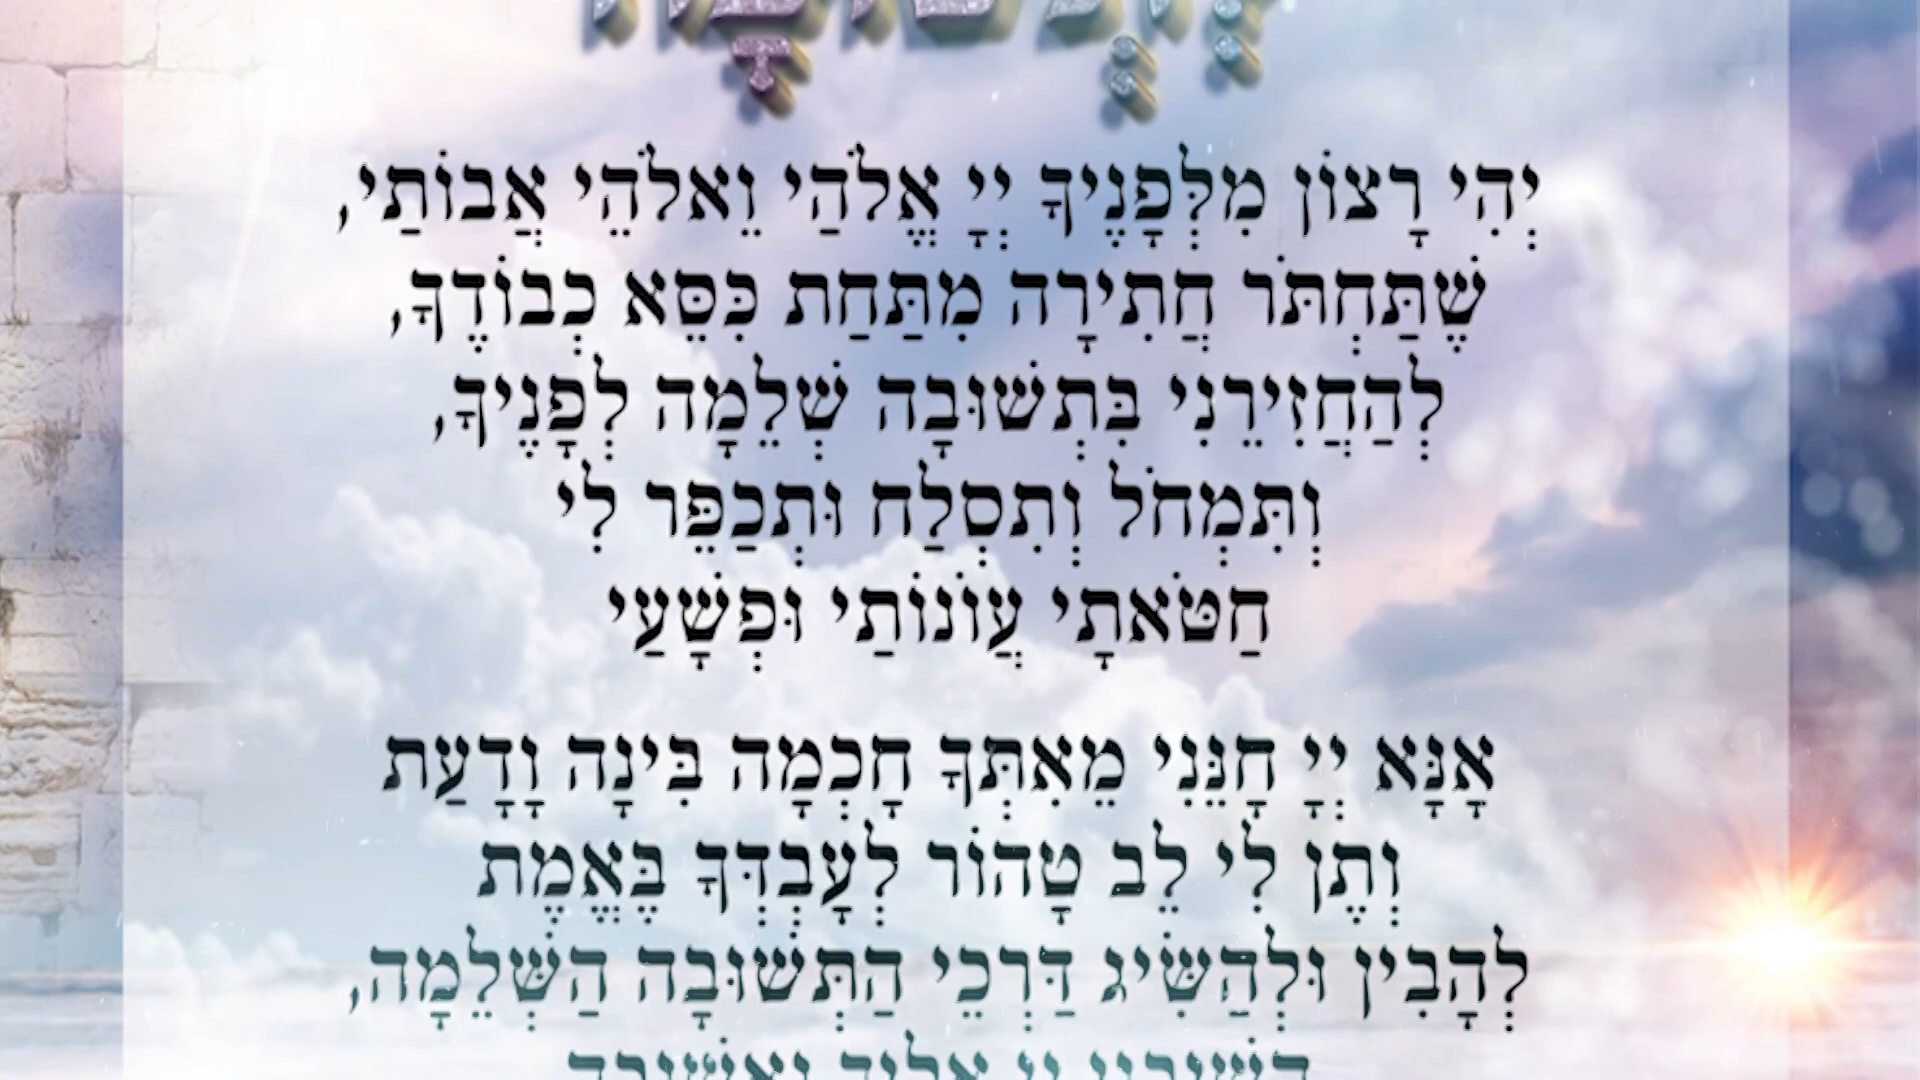 יְהִי רָצוֹן מִלְּפָנֶיךָ יְיָ אֱלֹהַי וֵאלֹהֵי אֲבוֹתַי,
שֶׁתַּחְתֹּר חֲתִירָה מִתַּחַת כִּסֵּא כְבוֹדֶךָ,
לְהַחֲזִירֵנִי בִּתְשׁוּבָה שְׁלֵמָה לְפָנֶיךָ,
וְתִּמְחֹל וְתִסְלַח וּתְכַפֵּר לִי
חַטֹּאתָי עֲוֹנוֹתַי וּפְשָׁעַי
אָנָּא יְיָ חָנֵּנִי מֵאִתְּךָ חָכְמָה בִּינָה וָדָעַת
וְתֶן לִי לֵב טָהוֹר לְעָבְדְּךָ בֶּאֱמֶת
לְהָבִין וּלְהַשִּׂיג דַּרְכֵי הַתְּשׁוּבָה הַשְּׁלֵמָה,